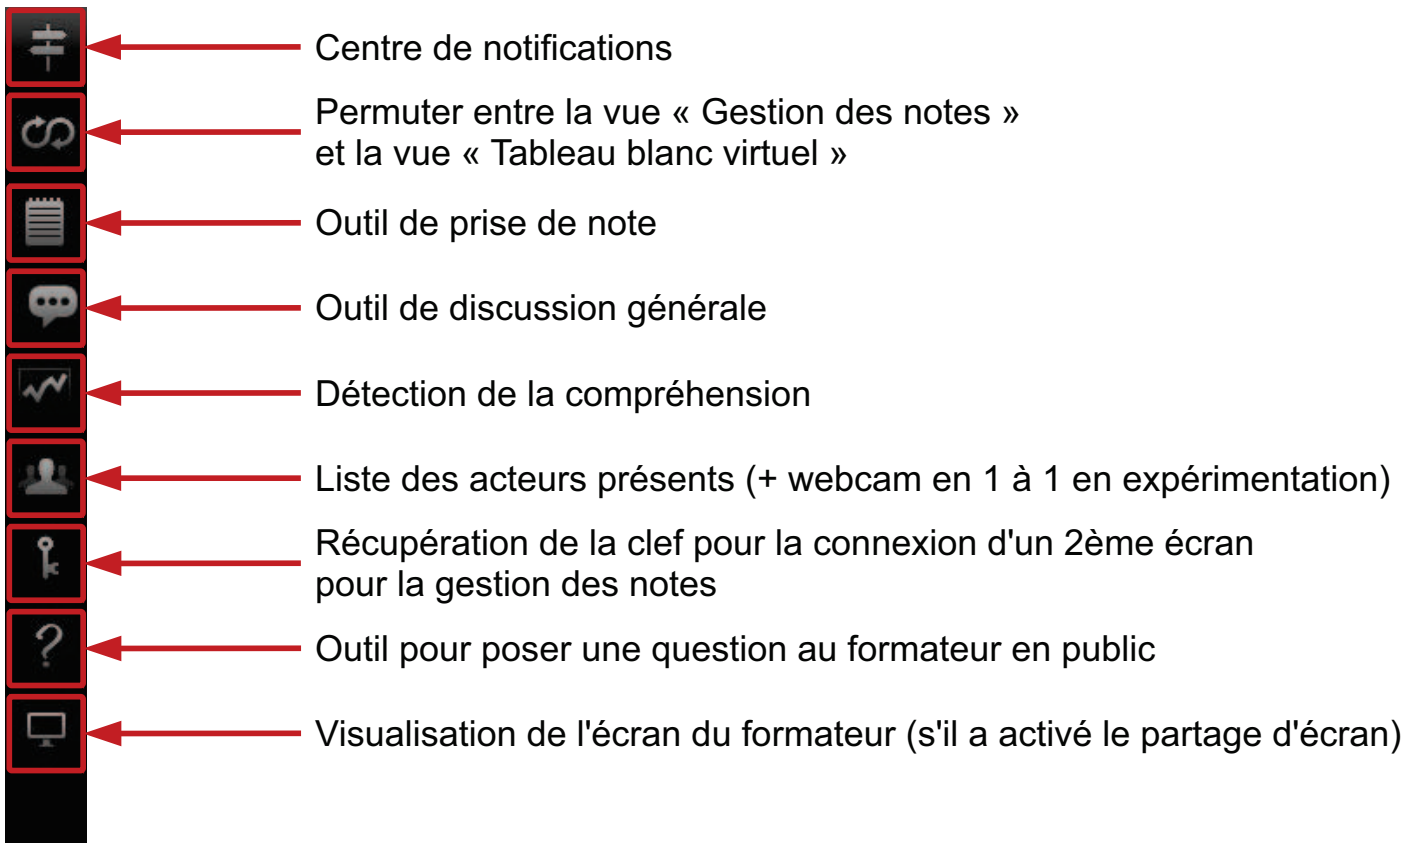 Centre de notifications
Permuter entre la vue « Gestion des notes »
et la vue « Tableau blanc virtuel »
Outil de prise de note
Outil de discussion générale
Détection de la compréhension
Liste des acteurs présents (+ webcam en 1 à 1 en expérimentation)
Récupération de la clef pour la connexion d'un 2ème écran
pour la gestion des notes
Outil pour poser une question au formateur en public
Visualisation de l'écran du formateur (s'il a activé le partage d'écran)